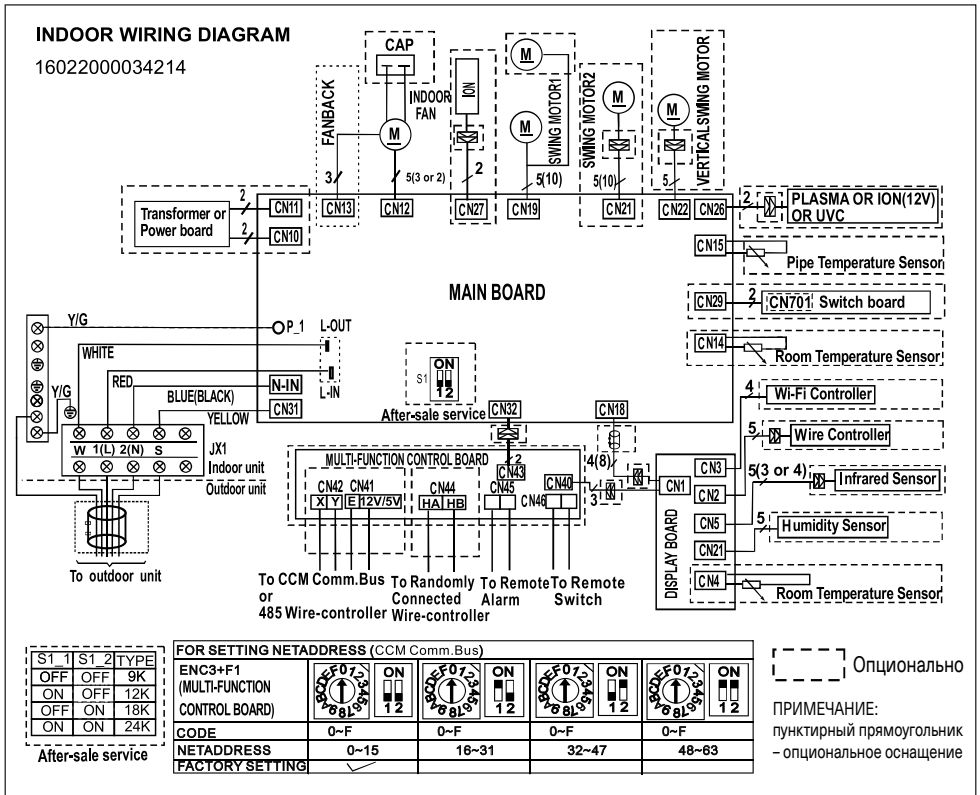 INDOOR WIRING DIAGRAM
16022000034214
CAP
INDOOR
FAN
FANBACK
M
ION
M
M
SWING MOTOR1
SWING MOTOR2
M
VERTICALSWING MOTOR
M
3
5(3 or 2)
2
5(10)
5(10)
5
Transformer or
Power board
2
2
CN11
CN10
CN13
CN12
CN27
CN19
CN21
CN22
CN26
2
PLASMA OR ION(12V)
OR UVC
CN15
Pipe Temperature Sensor
MAIN BOARD
CN29
2
CN701
Switch board
CN14
Room Temperature Sensor
Y/G
P_1
L-OUT
WHITE
RED
L-IN
BLUE(BLACK)
N-IN
YELLOW
CN31
Y/G
ON
S1
1 2
After-sale service
CN32
CN18
4
Wi-Fi Controller
5
Wire Controller
5(3 or 4)
Infrared Sensor
5
Humidity Sensor
Room Temperature Sensor
W 1(L) 2(N) S
JX1
Indoor unit
Outdoor unit
To outdoor unit
MULTI-FUNCTION CONTROL BOARD
2
CN43
4(8)
3
CN42
CN41
X Y E 12V/5V
CN44
HA HB
CN45
CN46
CN40
CN1
CN3
CN2
CN5
CN21
CN4
DISPLAY BOARD
To CCM Comm.Bus
or
485 Wire-controller
To Randomly
Connected
Wire-controller
To Remote
Alarm
To Remote
Switch
S1_1 S1_2 TYPE
OFF OFF 9K
ON OFF 12K
OFF ON 18K
ON ON 24K
After-sale service
FOR SETTING NETADDRESS (CCM Comm.Bus)
ENC3+F1
(MULTI-FUNCTION
CONTROL BOARD)
0123456789ABCDEF
ON
1 2
0123456789ABCDEF
ON
1 2
0123456789ABCDEF
ON
1 2
0123456789ABCDEF
ON
1 2
CODE 0~F 0~F 0~F 0~F
NETADDRESS 0~15 16~31 32~47 48~63
FACTORY SETTING
Опционально
ПРИМЕЧАНИЕ:
пунктирный прямоугольник
– опциональное оснащение